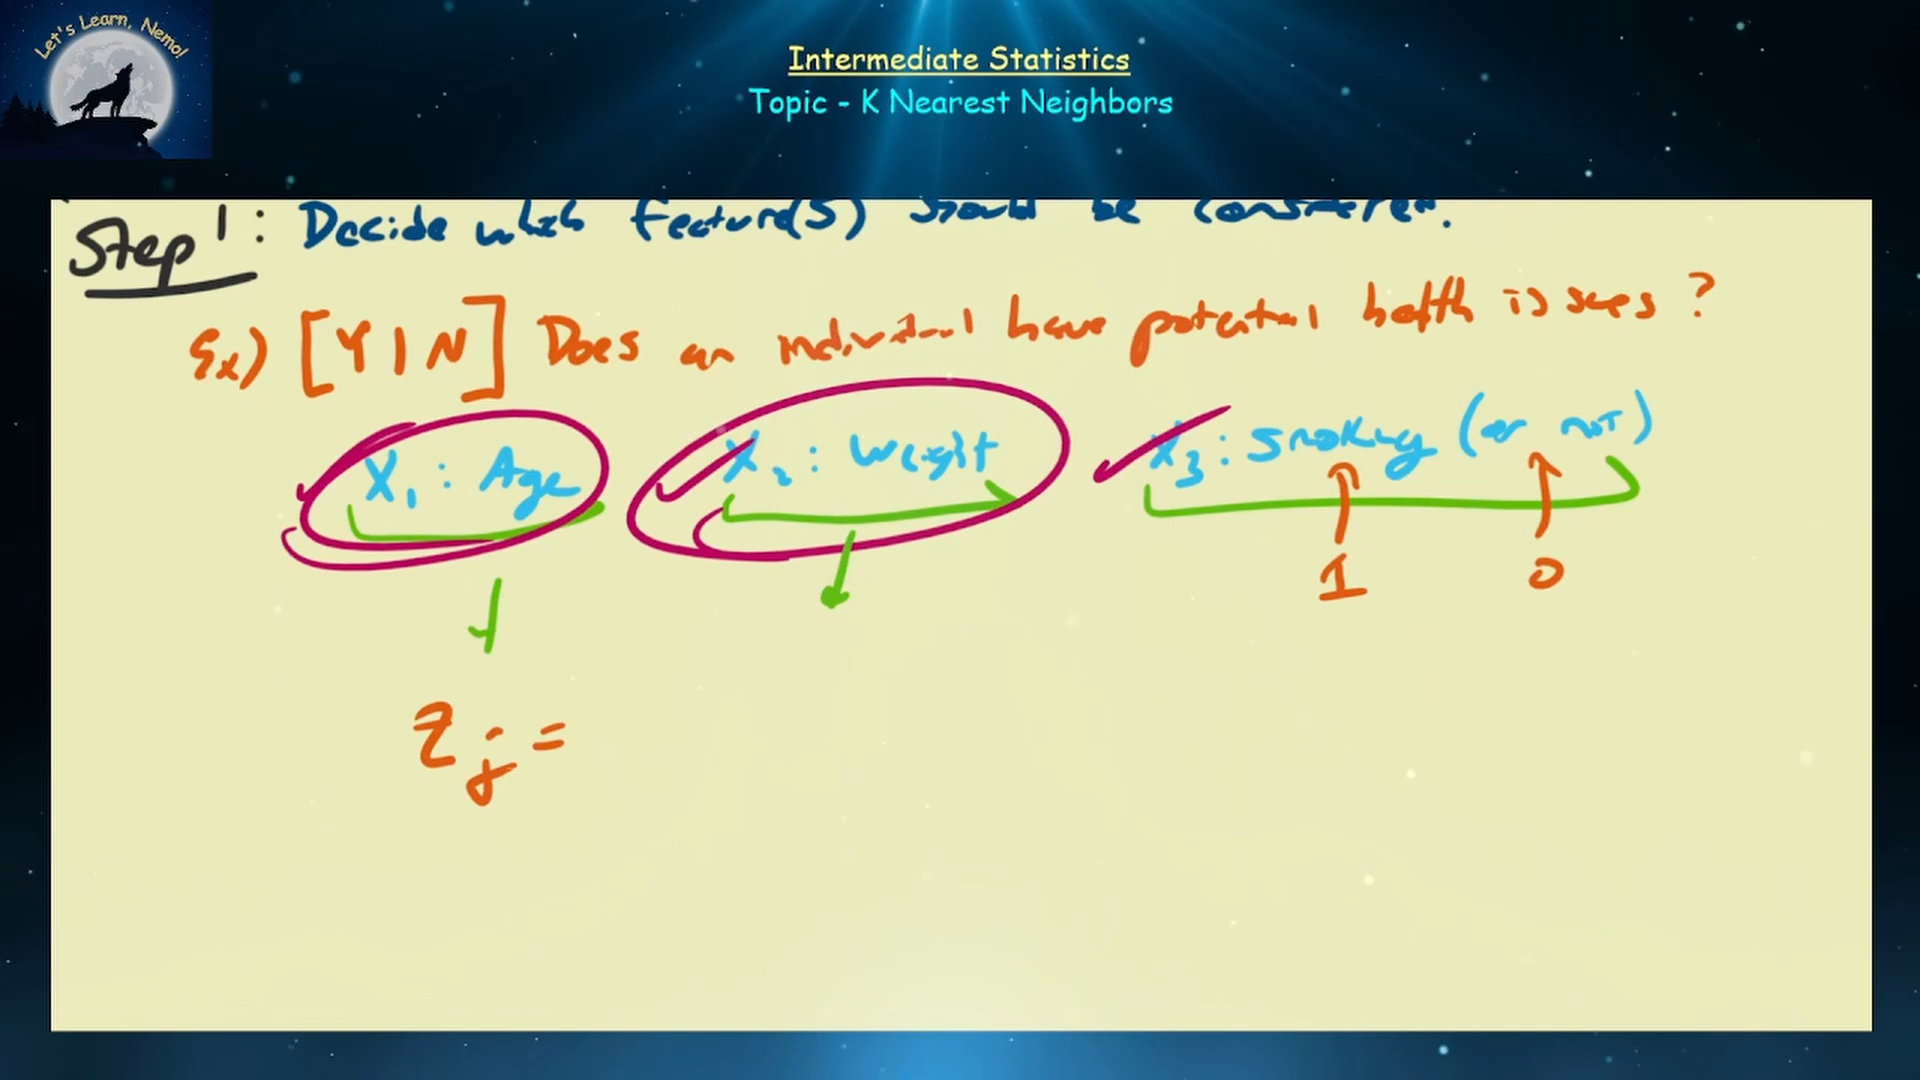 Let's Learn, Nemo!
Intermediate Statistics
Topic - K Nearest Neighbors
Step 1: Decide which feature(s) should be considered.
Ex) [Y | N] Does an individual have potential health issues?
X₁: Age X₂: Weight X₃: Smoking (or not)
1 0
Zⱼ =